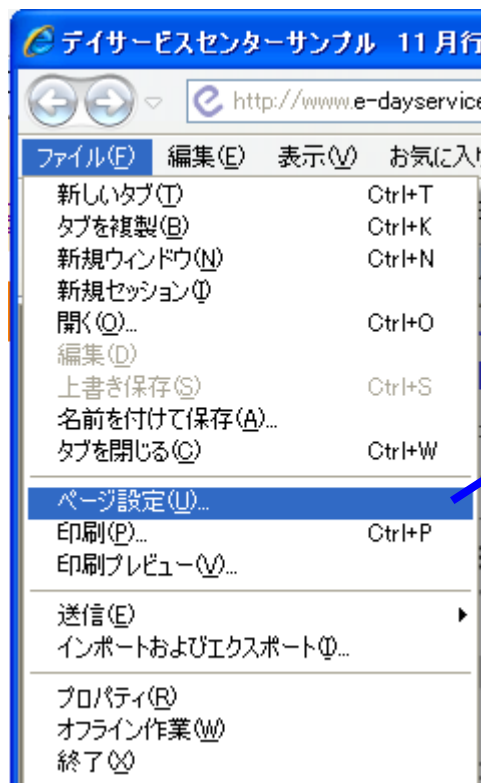 デイサービスセンターサンプル 11月行
http://www.e-dayservice
ファイル(F) 編集(E) 表示(V) お気に入り
新しいタブ(T) Ctrl+T
タブを複製(B) Ctrl+K
新規ウィンドウ(N) Ctrl+N
新規セッション(I)
開く(O)... Ctrl+O
編集(D)
上書き保存(S) Ctrl+S
名前を付けて保存(A)...
タブを閉じる(C) Ctrl+W
ページ設定(U)...
印刷(P)... Ctrl+P
印刷プレビュー(V)...
送信(E)
インポートおよびエクスポート(I)...
プロパティ(R)
オフライン作業(W)
終了(X)